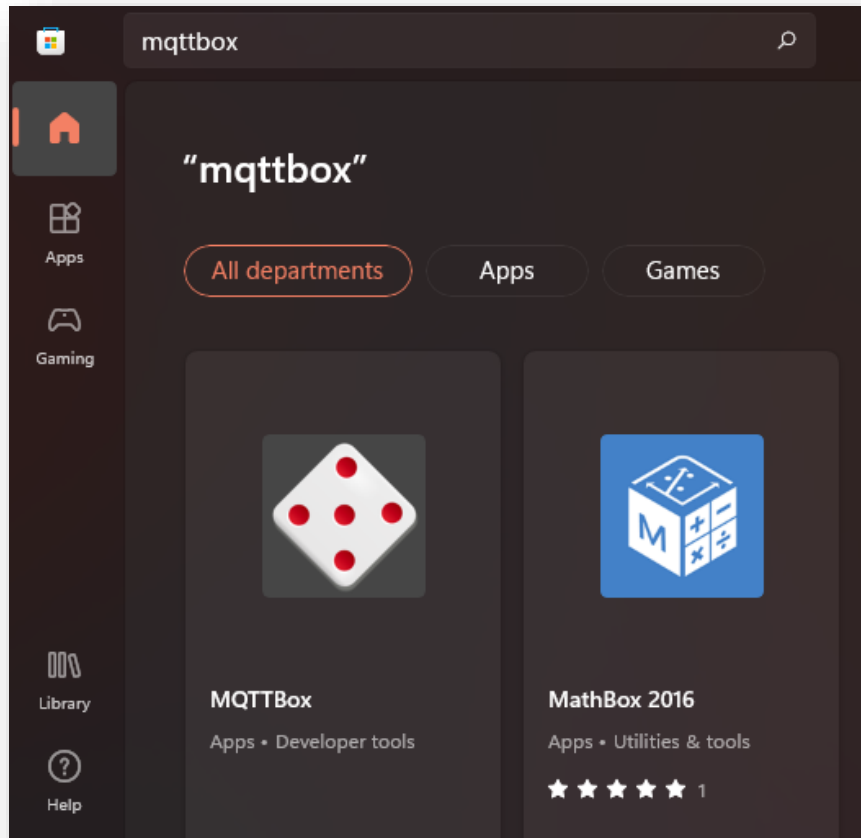 mqttbox
“mqttbox”
All departments
Apps
Games
Apps
Gaming
Library
Help
MQTTBox
Apps • Developer tools
M
MathBox 2016
Apps • Utilities & tools
1